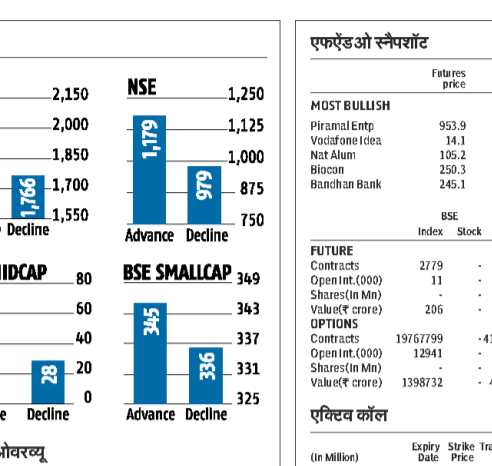 2,150
2,000
1,850
1,700
1,550
1,766
Decline
NSE
1,250
1,125
1,000
875
750
1,179
979
Advance Decline
80
60
40
20
0
28
Decline
BSE SMALLCAP
349
343
337
331
325
345
336
Advance Decline
एफऐंडओ स्नैपशॉट
Futures
price
MOST BULLISH
Piramal Entp 953.9
Vodafone Idea 14.1
Nat Alum 105.2
Biocon 250.3
Bandhan Bank 245.1
BSE
Index Stock
FUTURE
Contracts 2779 -
Open Int.(000) 11 -
Shares(In Mn) - -
Value(₹ crore) 206 -
OPTIONS
Contracts 19767799 -
Open Int.(000) 12941 -
Shares(In Mn) - -
Value(₹ crore) 1398732 -
एक्टिव कॉल
Expiry Strike
(In Million) Date Price